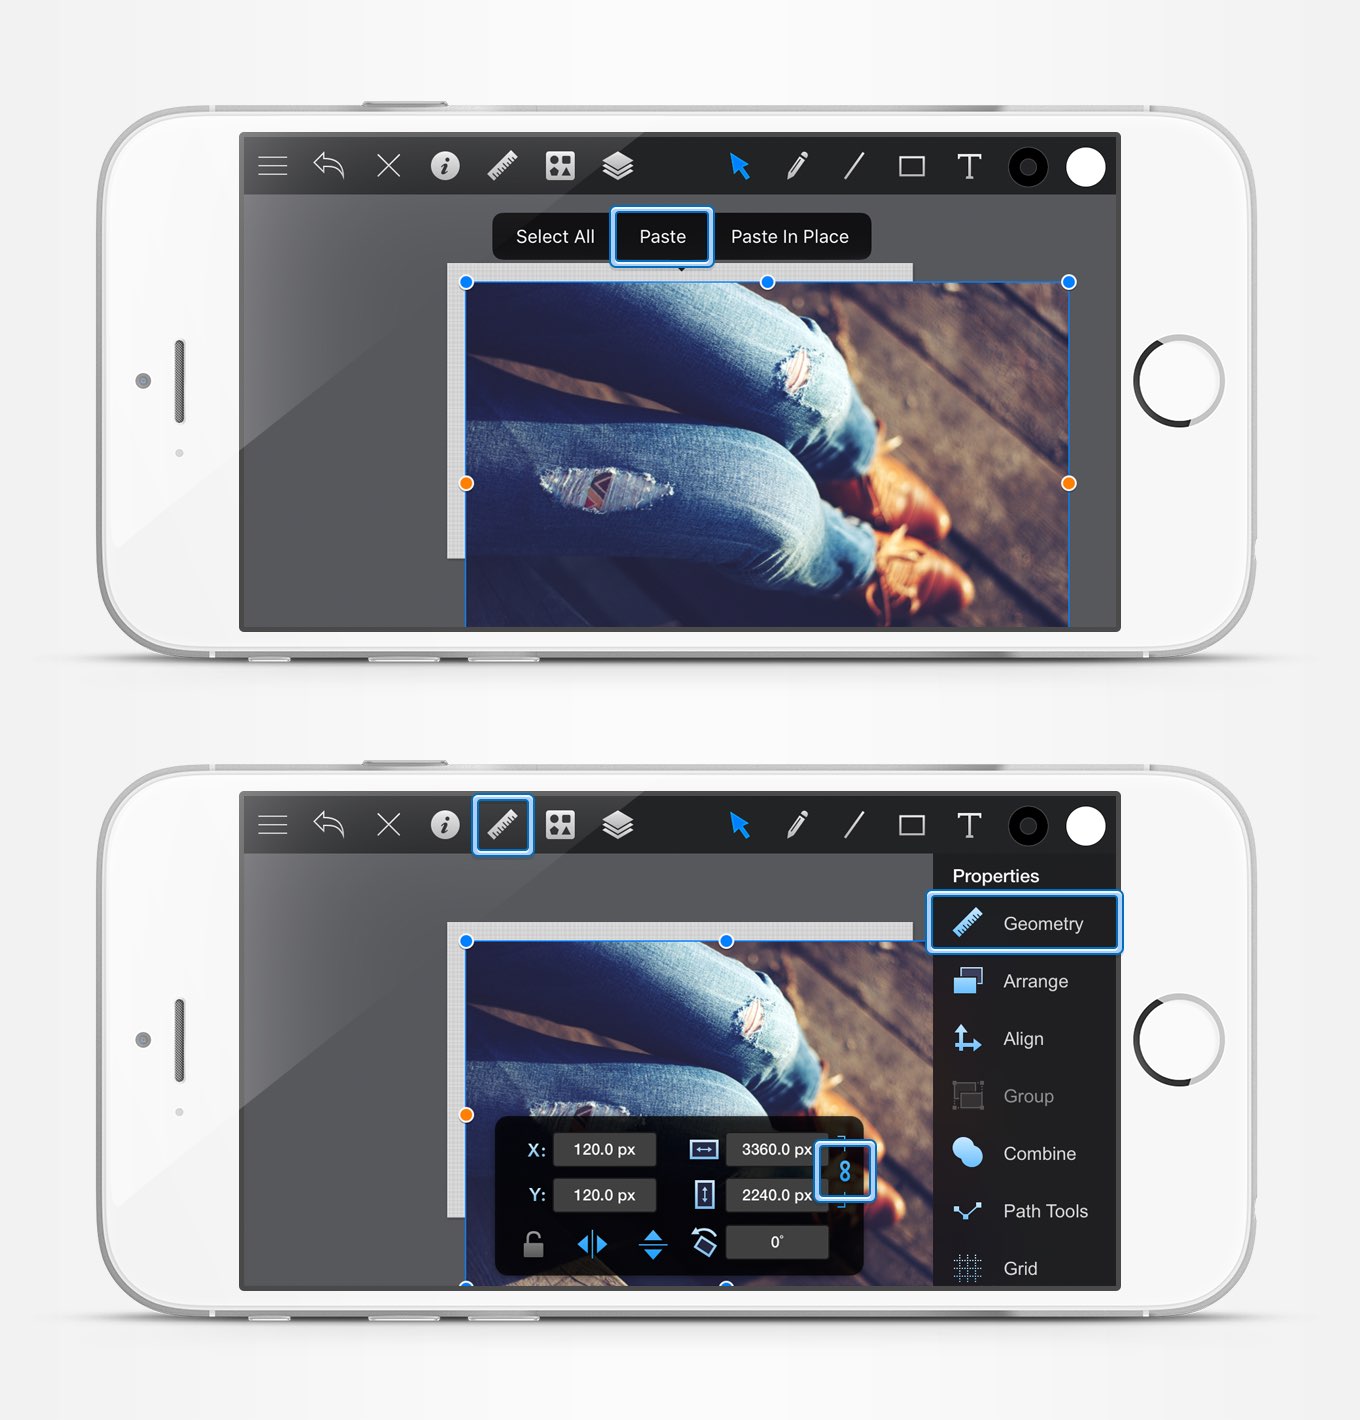 Select All
Paste
Paste In Place
T
T
Properties
Geometry
Arrange
Align
Group
Combine
Path Tools
Grid
X: 120.0 px
3360.0 px
Y: 120.0 px
2240.0 px
0°